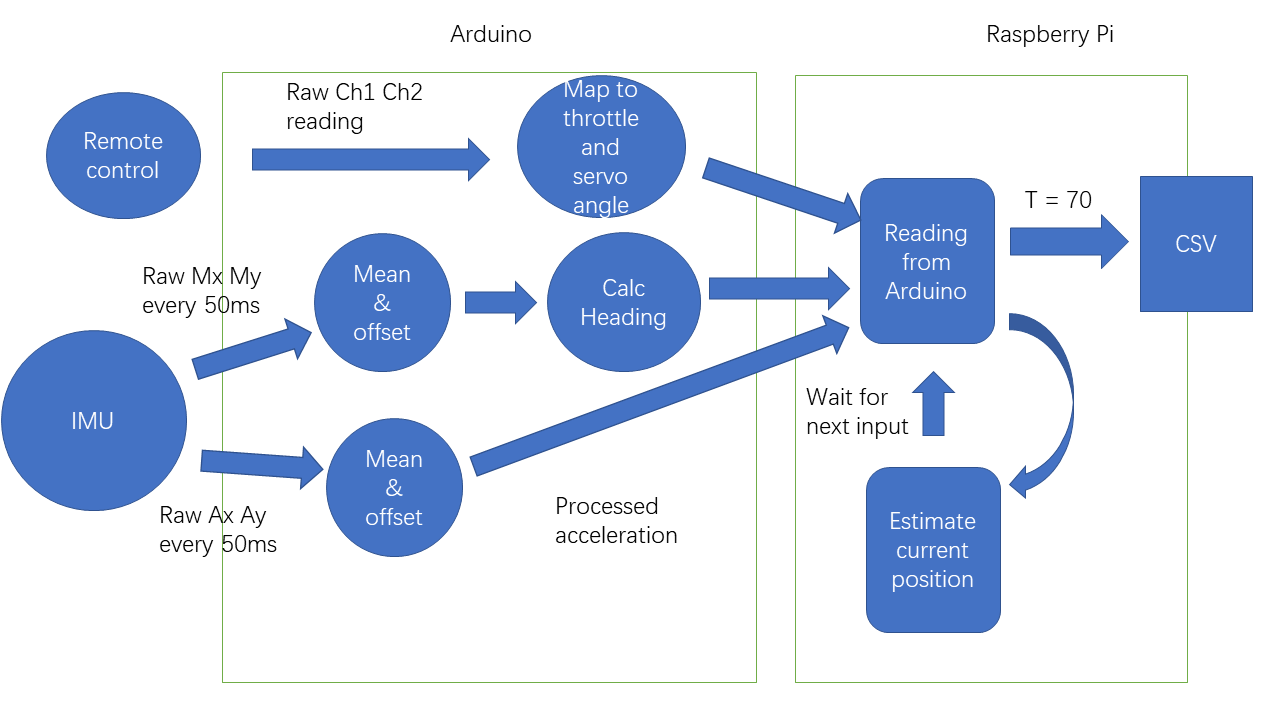 Arduino
Raspberry Pi
Raw Ch1 Ch2
reading
Remote
control
Map to
throttle
and
servo
angle
T = 70
Reading
from
Arduino
CSV
Raw Mx My
every 50ms
Mean
&
offset
Calc
Heading
IMU
Wait for
next input
Mean
&
offset
Raw Ax Ay
every 50ms
Processed
acceleration
Estimate
current
position